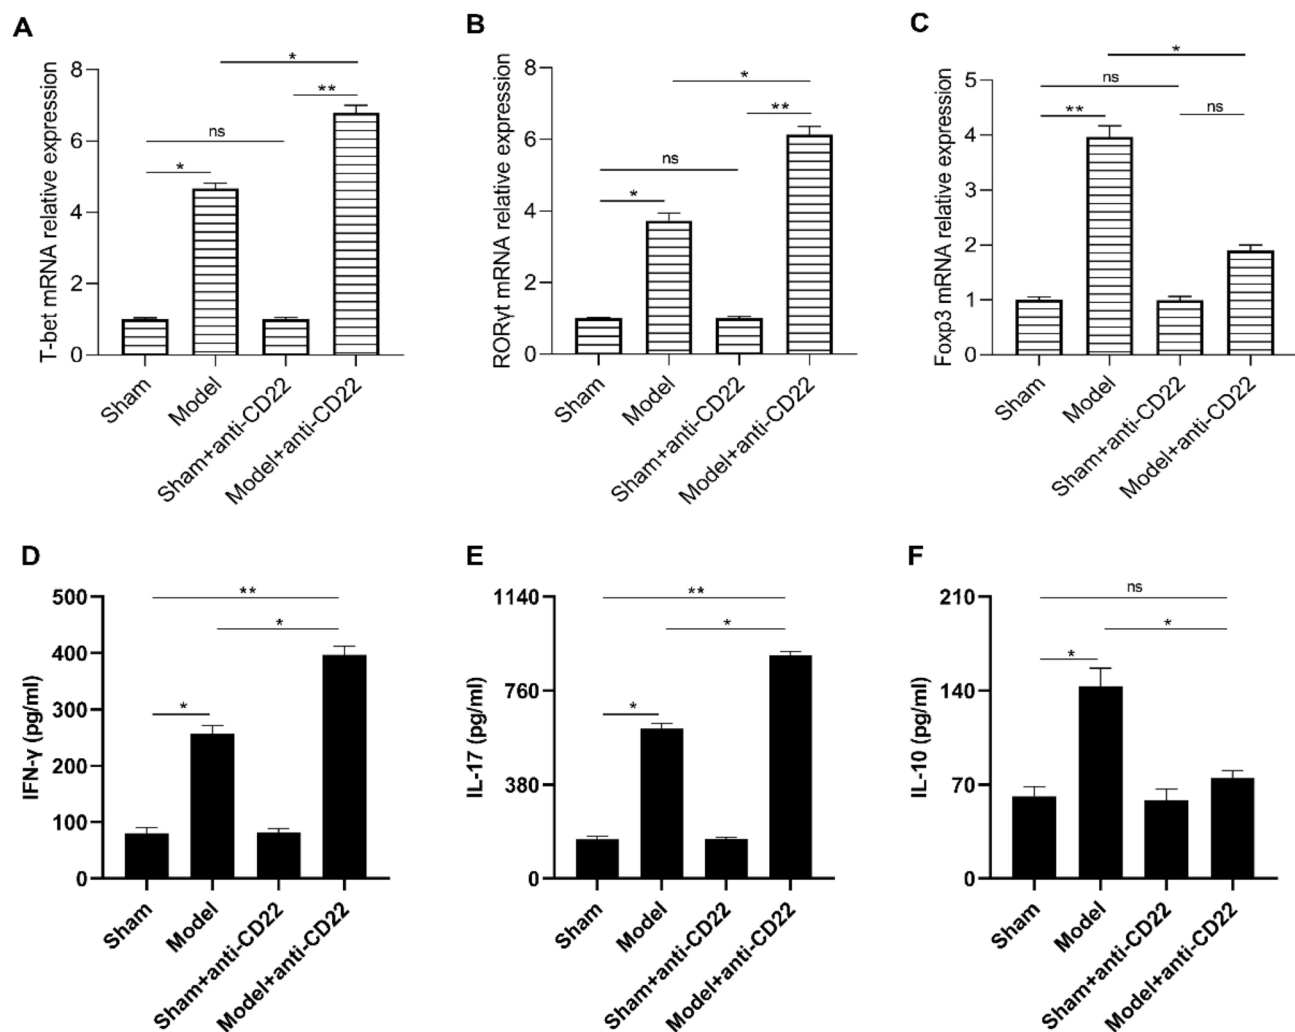 A
T-bet mRNA relative expression
8
6
4
2
0
*
**
ns
*
Sham
Model
Sham+anti-CD22
Model+anti-CD22
B
RORγt mRNA relative expression
8
6
4
2
0
*
**
ns
*
Sham
Model
Sham+anti-CD22
Model+anti-CD22
C
Foxp3 mRNA relative expression
5
4
3
2
1
0
*
ns
**
ns
Sham
Model
Sham+anti-CD22
Model+anti-CD22
D
IFN-γ (pg/ml)
500
400
300
200
100
0
**
*
*
Sham
Model
Sham+anti-CD22
Model+anti-CD22
E
IL-17 (pg/ml)
1140
760
380
0
**
*
*
Sham
Model
Sham+anti-CD22
Model+anti-CD22
F
IL-10 (pg/ml)
210
140
70
0
ns
*
*
Sham
Model
Sham+anti-CD22
Model+anti-CD22